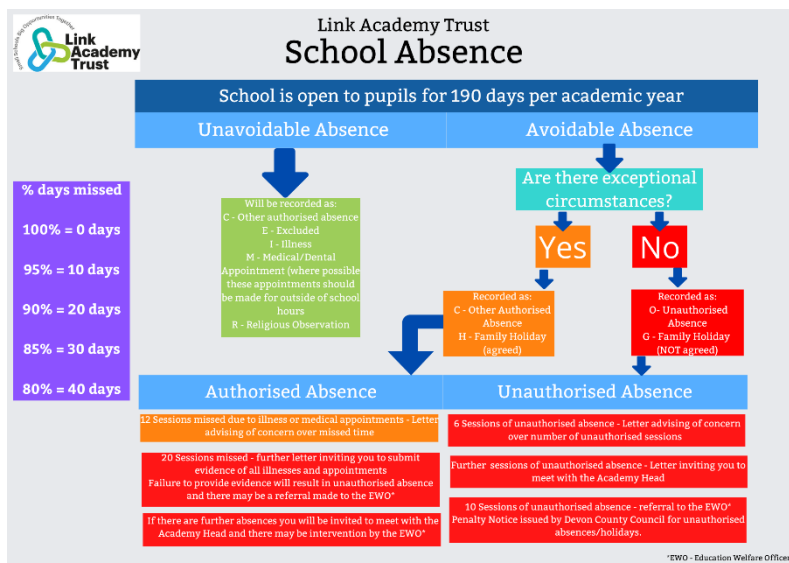 Small Schools Big Opportunities Together
Link
Academy
Trust
Link Academy Trust
School Absence
School is open to pupils for 190 days per academic year
Unavoidable Absence
Avoidable Absence
% days missed
100% = 0 days
95% = 10 days
90% = 20 days
85% = 30 days
80% = 40 days
Will be recorded as:
C - Other authorised absence
E - Excluded
I - Illness
M - Medical/Dental
Appointment (where possible
these appointments should
be made for outside of school
hours
R - Religious Observation
Are there exceptional
circumstances?
Yes
No
Recorded as:
C - Other Authorised
Absence
H - Family Holiday
(agreed)
Recorded as:
O- Unauthorised
Absence
G - Family Holiday
(NOT agreed)
Authorised Absence
12 Sessions missed due to illness or medical appointments - Letter
advising of concern over missed time
20 Sessions missed - further letter inviting you to submit
evidence of all illnesses and appointments
Failure to provide evidence will result in unauthorised absence
and there may be a referral made to the EWO*
If there are further absences you will be invited to meet with the
Academy Head and there may be intervention by the EWO*
Unauthorised Absence
6 Sessions of unauthorised absence - Letter advising of concern
over number of unauthorised sessions
Further sessions of unauthorised absence - Letter inviting you to
meet with the Academy Head
10 Sessions of unauthorised absence - referral to the EWO*
Penalty Notice issued by Devon County Council for unauthorised
absences/holidays.
*EWO - Education Welfare Officer